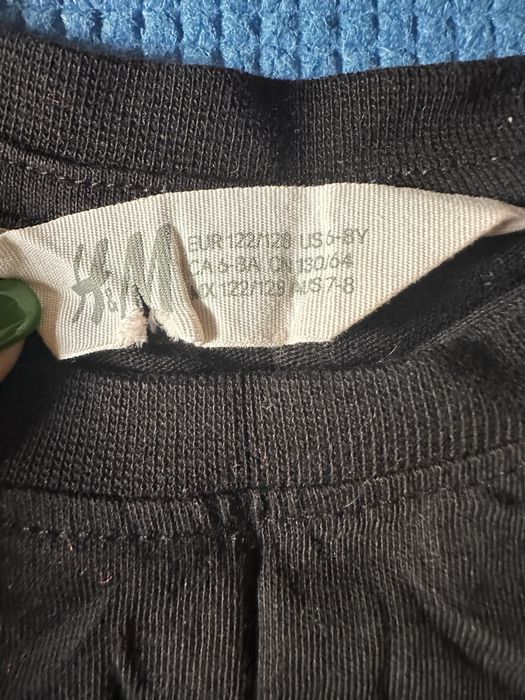 H&M
EUR 122/128 US 6-8Y
CA 6-8A CN 130/64
MX 122/128 AUS 7-8